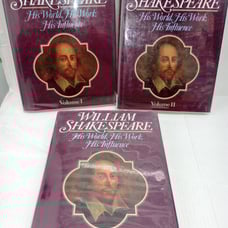 SHAKESPEARE
His World, His Work
His Influence
Volume I
SHAKESPEARE
His World, His Work
His Influence
Volume II
WILLIAM
SHAKESPEARE
His World, His Work
His Influence